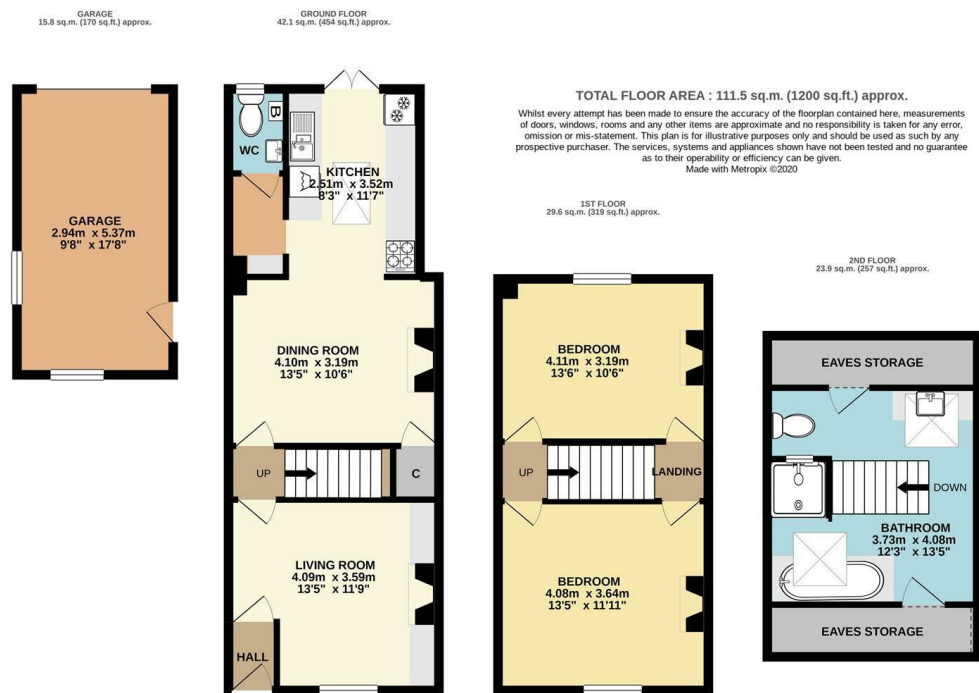 GARAGE
15.8 sq.m. (170 sq.ft.) approx.
GROUND FLOOR
42.1 sq.m. (454 sq.ft.) approx.
TOTAL FLOOR AREA : 111.5 sq.m. (1200 sq.ft.) approx.
Whilst every attempt has been made to ensure the accuracy of the floorplan contained here, measurements
of doors, windows, rooms and any other items are approximate and no responsibility is taken for any error,
omission or mis-statement. This plan is for illustrative purposes only and should be used as such by any
prospective purchaser. The services, systems and appliances shown have not been tested and no guarantee
as to their operability or efficiency can be given.
Made with Metropix ©2020
1ST FLOOR
29.6 sq.m. (319 sq.ft.) approx.
2ND FLOOR
23.9 sq.m. (257 sq.ft.) approx.
GARAGE
2.94m x 5.37m
9'8" x 17'8"
B
WC
KITCHEN
2.51m x 3.52m
8'3" x 11'7"
DINING ROOM
4.10m x 3.19m
13'5" x 10'6"
UP
C
LIVING ROOM
4.09m x 3.59m
13'5" x 11'9"
HALL
BEDROOM
4.11m x 3.19m
13'6" x 10'6"
UP
LANDING
BEDROOM
4.08m x 3.64m
13'5" x 11'11"
EAVES STORAGE
DOWN
BATHROOM
3.73m x 4.08m
12'3" x 13'5"
EAVES STORAGE